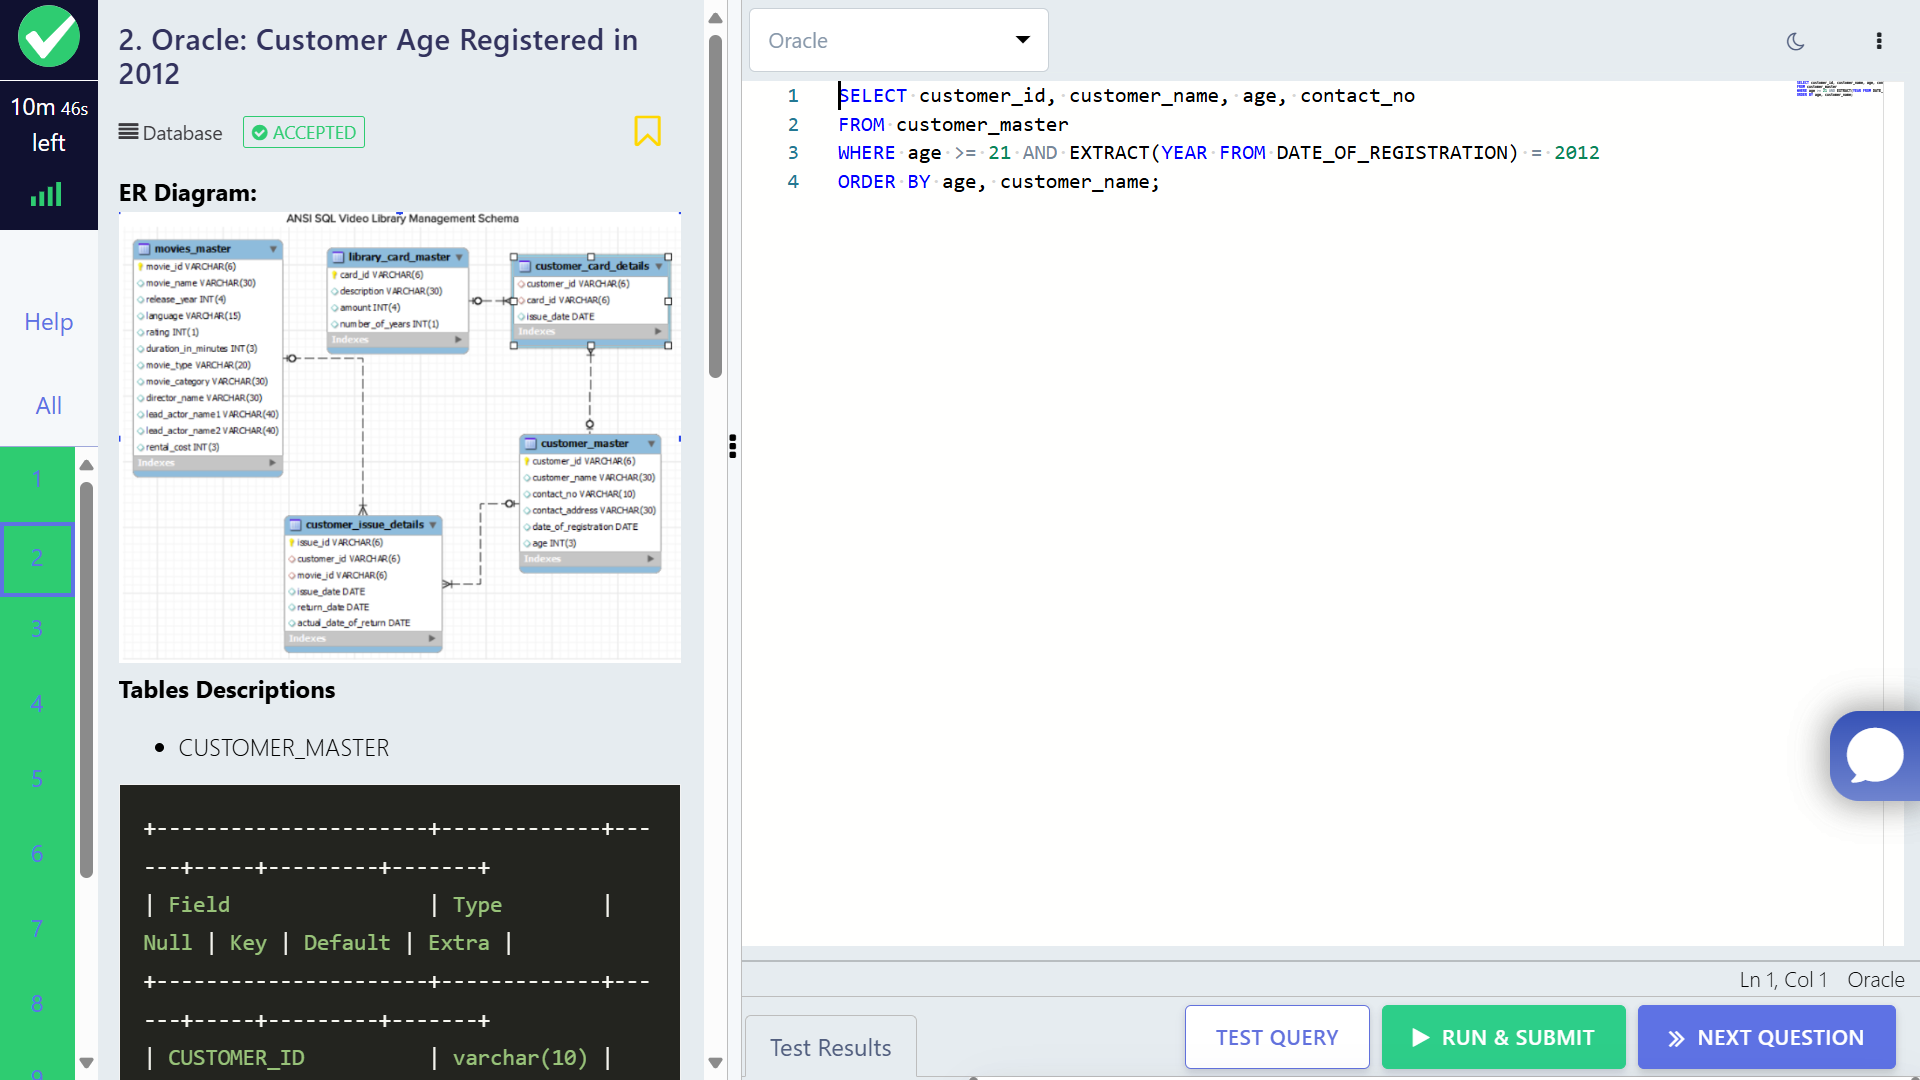 10m 46s
left
Help
All
1
2
3
4
5
6
7
8
9
2. Oracle: Customer Age Registered in
2012
Database
ACCEPTED
ER Diagram:
ANSI SQL Video Library Management Schema
movies_master
movie_id VARCHAR(6)
movie_name VARCHAR(30)
release_year INT(4)
language VARCHAR(15)
rating INT(1)
duration_in_minutes INT(3)
movie_type VARCHAR(20)
movie_category VARCHAR(30)
director_name VARCHAR(30)
lead_actor_name1 VARCHAR(40)
lead_actor_name2 VARCHAR(40)
rental_cost INT(3)
Indexes
library_card_master
card_id VARCHAR(6)
description VARCHAR(30)
amount INT(4)
number_of_years INT(1)
Indexes
customer_card_details
customer_id VARCHAR(6)
card_id VARCHAR(6)
issue_date DATE
Indexes
customer_master
customer_id VARCHAR(6)
customer_name VARCHAR(30)
contact_no VARCHAR(10)
contact_address VARCHAR(30)
date_of_registration DATE
age INT(3)
Indexes
customer_issue_details
issue_id VARCHAR(6)
customer_id VARCHAR(6)
movie_id VARCHAR(6)
issue_date DATE
return_date DATE
actual_date_of_return DATE
Indexes
Tables Descriptions
• CUSTOMER_MASTER
+----------------------+------------+---
---+-----+---------+-------+
| Field | Type |
Null | Key | Default | Extra |
+----------------------+------------+---
---+-----+---------+-------+
| CUSTOMER_ID | varchar(10) |
Oracle
1 SELECT customer_id, customer_name, age, contact_no
2 FROM customer_master
3 WHERE age >= 21 AND EXTRACT(YEAR FROM DATE_OF_REGISTRATION) = 2012
4 ORDER BY age, customer_name;
Ln 1, Col 1 Oracle
Test Results
TEST QUERY
RUN & SUBMIT
NEXT QUESTION